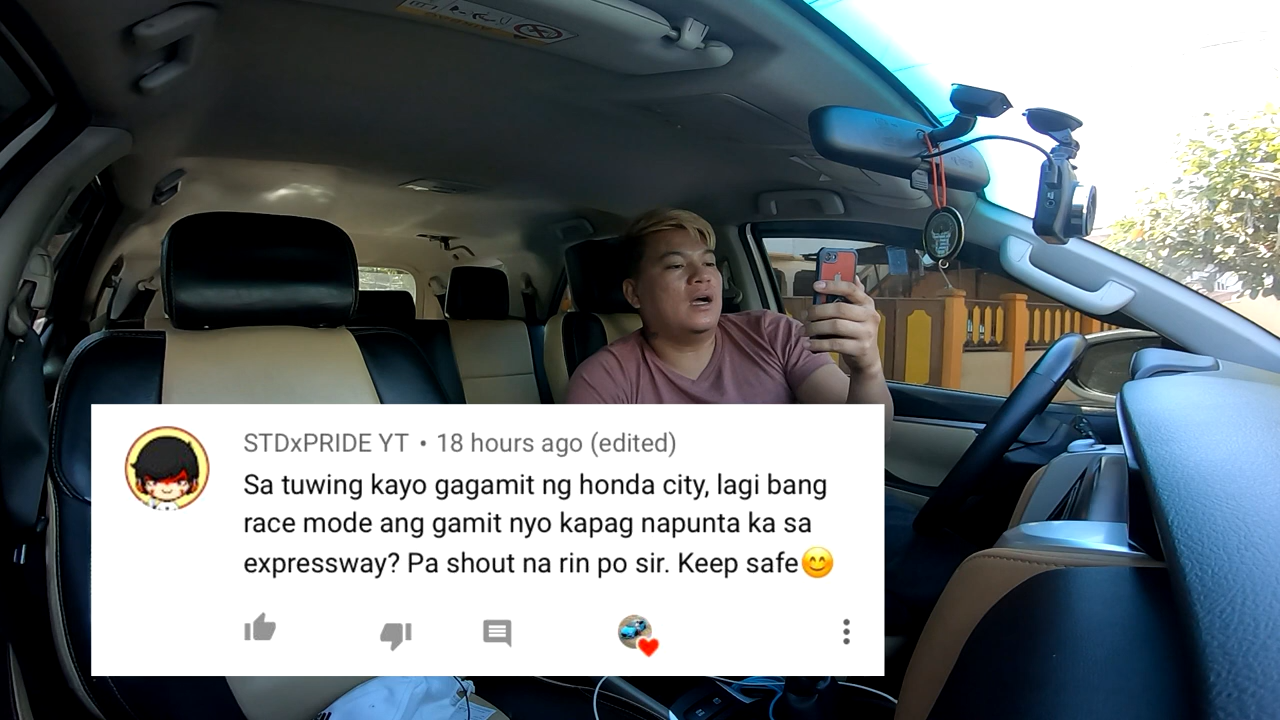 STDxPRIDE YT • 18 hours ago (edited)
Sa tuwing kayo gagamit ng honda city, lagi bang
race mode ang gamit nyo kapag napunta ka sa
expressway? Pa shout na rin po sir. Keep safe😊